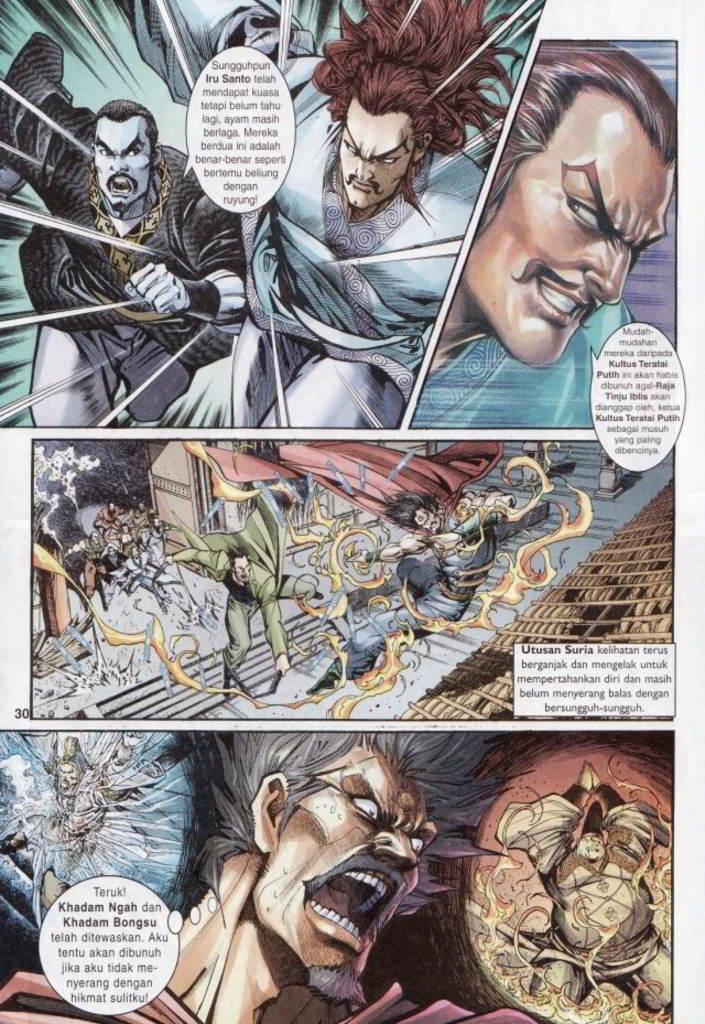 Sungguhpun
Iru Santo telah
mendapat kuasa
tetapi belum tahu
lagi, ayam masih
berlaga. Mereka
berdua ini adalah
benar-benar seperti
bertemu beliung
dengan
ruyung!
Mudah-
mudahan
mereka daripada
Kultus Teratai
Putih ini akan habis
dibunuh agal-Raja
Tinju Iblis akan
dianggap oleh, ketua
Kultus Teratai Putih
sebagai musuh
yang paling
dibencinya.
Utusan Suria kelihatan terus
berganjak dan mengelak untuk
mempertahankan diri dan masih
belum menyerang balas dengan
bersungguh-sungguh.
30
Teruk!
Khadam Ngah dan
Khadam Bongsu
telah ditewaskan. Aku
tentu akan dibunuh
jika aku tidak me-
nyerang dengan
hikmat sulitku!